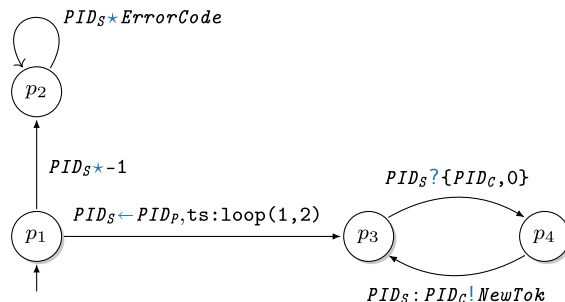 PID_S⋆ErrorCode
p_2
PID_S⋆-1
PID_S?{PID_C,0}
PID_S←PID_P,ts:loop(1,2)
p_1
p_3
p_4
PID_S:PID_C!NewTok